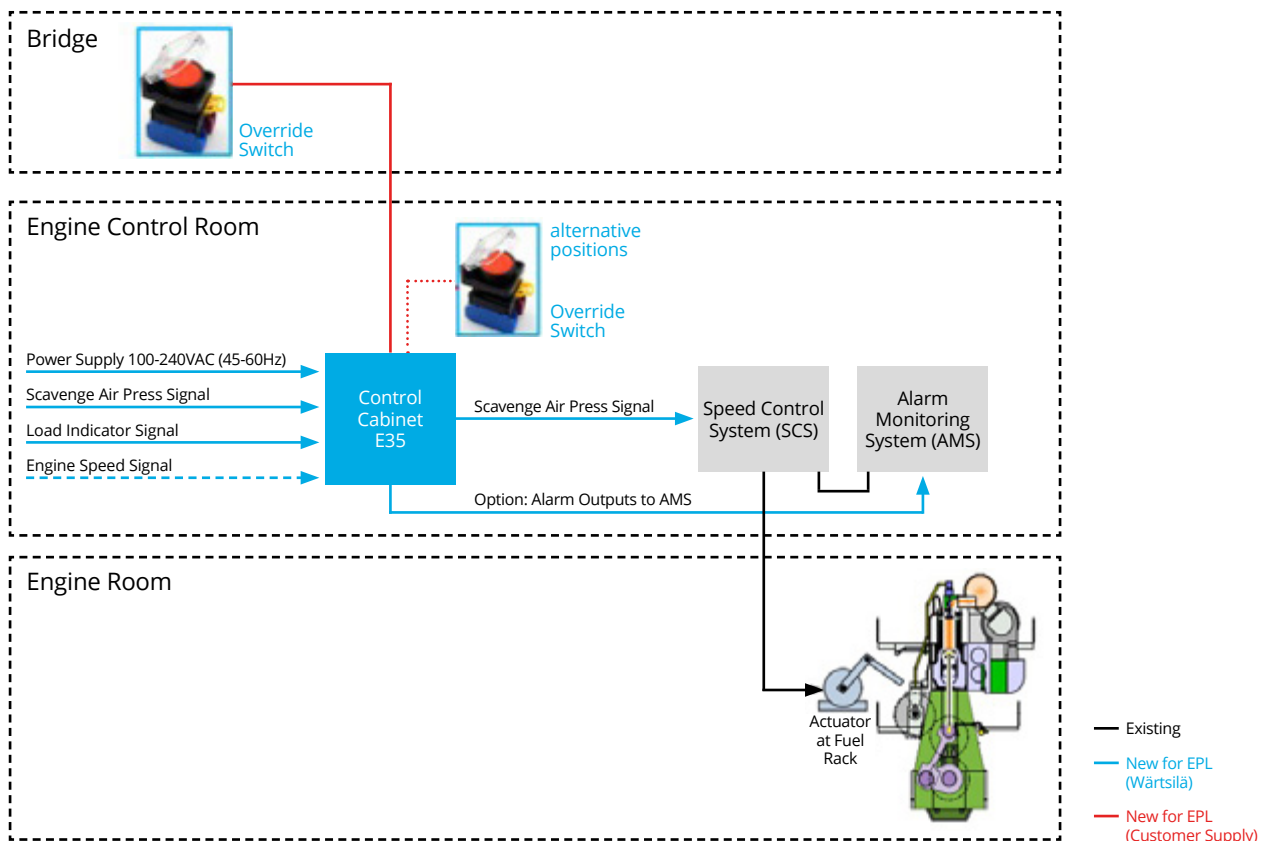 Bridge
Override
Switch
Engine Control Room
alternative
positions
Override
Switch
Power Supply 100-240VAC (45-60Hz)
Scavenge Air Press Signal
Load Indicator Signal
Engine Speed Signal
Control
Cabinet
E35
Scavenge Air Press Signal
Speed Control
System (SCS)
Alarm
Monitoring
System (AMS)
Option: Alarm Outputs to AMS
Engine Room
Actuator
at Fuel
Rack
Existing
New for EPL
(Wärtsilä)
New for EPL
(Customer Supply)